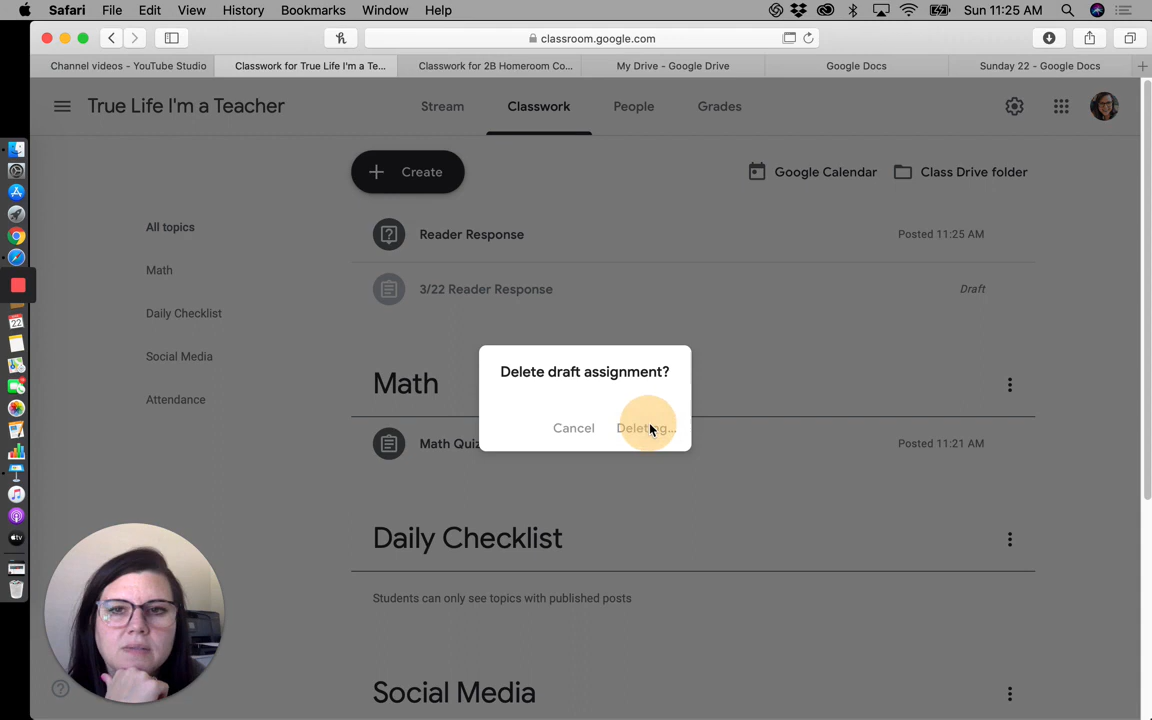 Safari File Edit View History Bookmarks Window Help Sun 11:25 AM
classroom.google.com
Channel videos - YouTube Studio Classwork for True Life I'm a Te... Classwork for 2B Homeroom Co... My Drive - Google Drive Google Docs Sunday 22 - Google Docs
True Life I'm a Teacher Stream Classwork People Grades
Create Google Calendar Class Drive folder
All topics
Math
Daily Checklist
Social Media
Attendance
Reader Response Posted 11:25 AM
3/22 Reader Response Draft
Delete draft assignment?
Cancel Deleting...
Math
Math Quiz Posted 11:21 AM
Daily Checklist
Students can only see topics with published posts
Social Media
22
tv